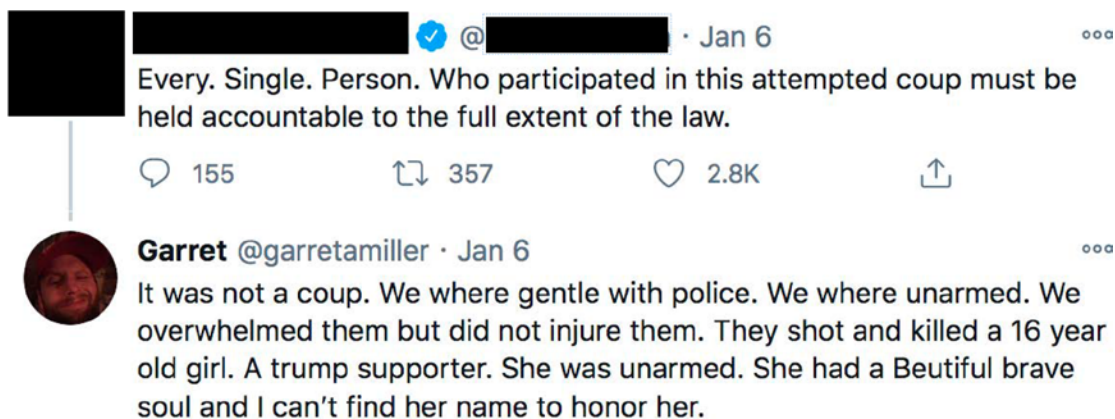 @ · Jan 6
Every. Single. Person. Who participated in this attempted coup must be
held accountable to the full extent of the law.
155 357 2.8K
Garret @garretamiller · Jan 6
It was not a coup. We where gentle with police. We where unarmed. We
overwhelmed them but did not injure them. They shot and killed a 16 year
old girl. A trump supporter. She was unarmed. She had a Beutiful brave
soul and I can't find her name to honor her.